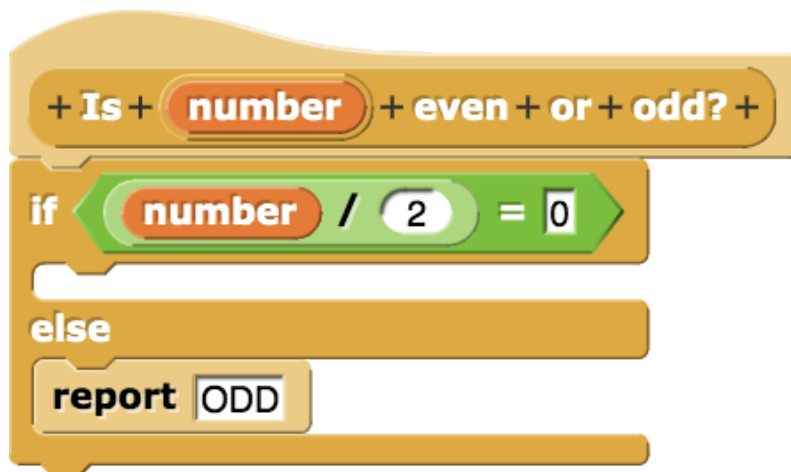 + Is + number + even + or + odd? +
if number / 2 = 0
else
report ODD